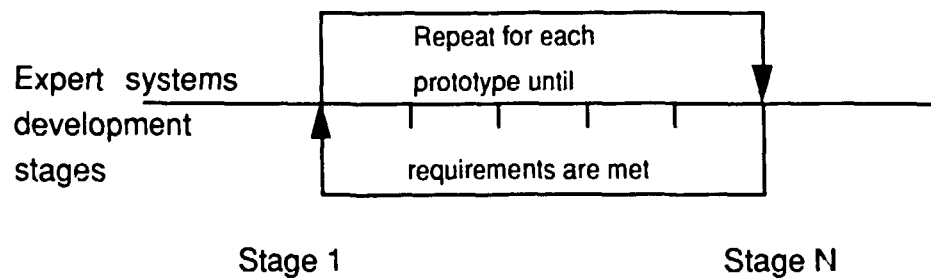 Repeat for each
prototype until
Expert systems
development
stages
requirements are met
Stage 1
Stage N